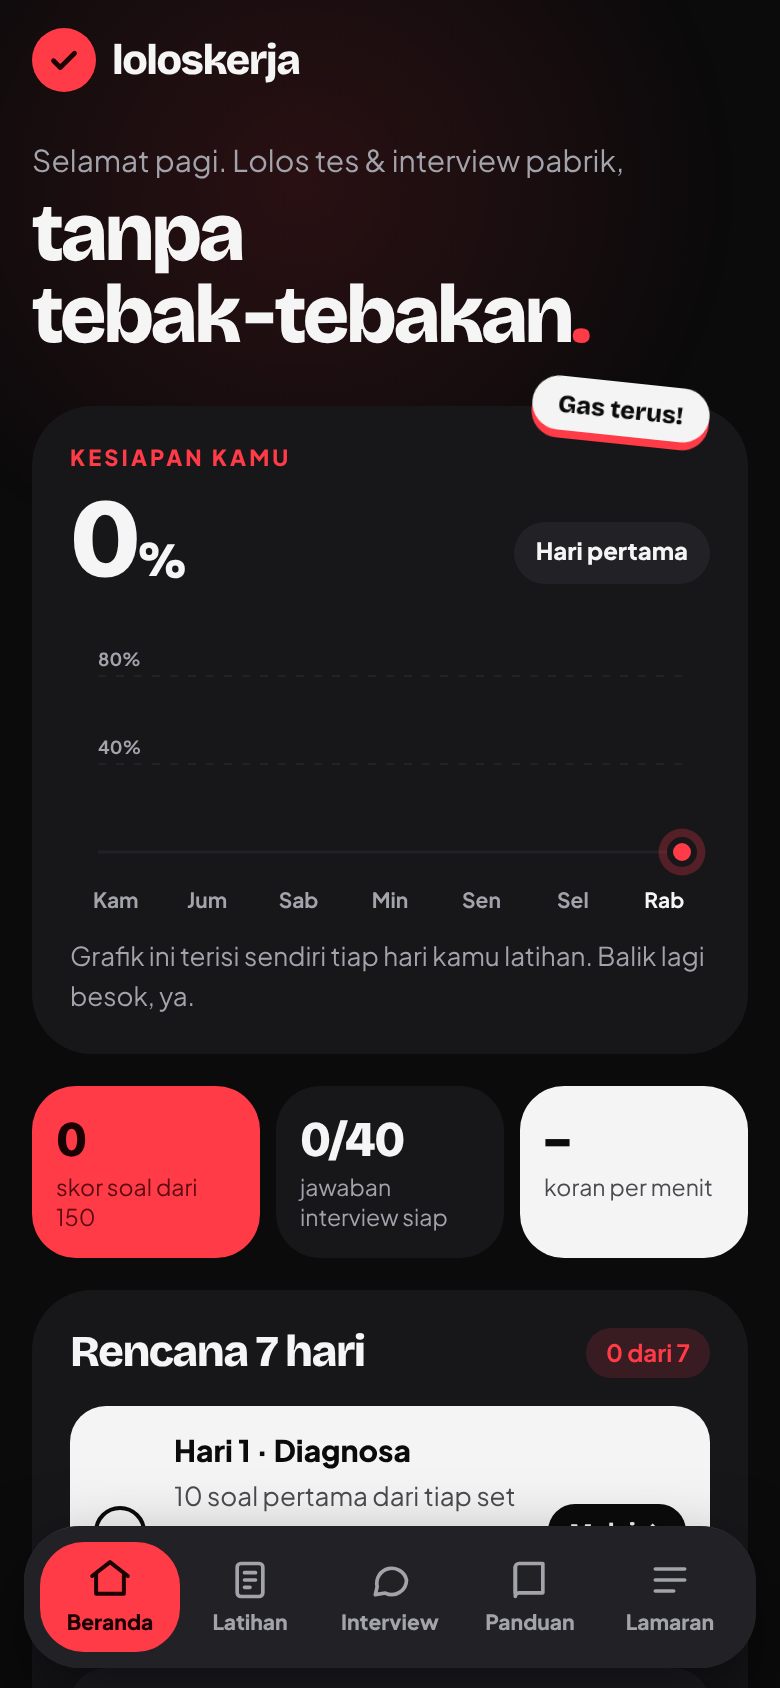 loloskerja
Selamat pagi. Lolos tes & interview pabrik,
tanpa
tebak-tebakan.
Gas terus!
KESIAPAN KAMU
0%
Hari pertama
80%
40%
Kam Jum Sab Min Sen Sel Rab
Grafik ini terisi sendiri tiap hari kamu latihan. Balik lagi
besok, ya.
0
skor soal dari
150
0/40
jawaban
interview siap
–
koran per menit
Rencana 7 hari
0 dari 7
Hari 1 · Diagnosa
10 soal pertama dari tiap set
Beranda Latihan Interview Panduan Lamaran